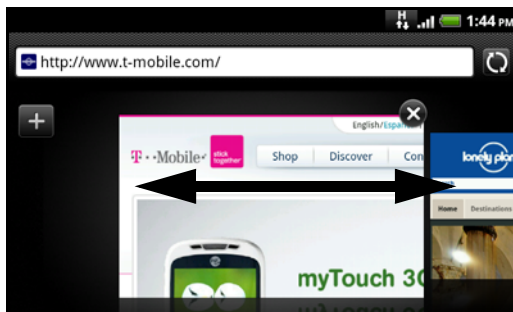 H
1:44 PM
http://www.t-mobile.com/
English/Español
T··Mobile·
stick together
Shop
Discover
Con
lonely plan
Home
Destinations
myTouch 3G